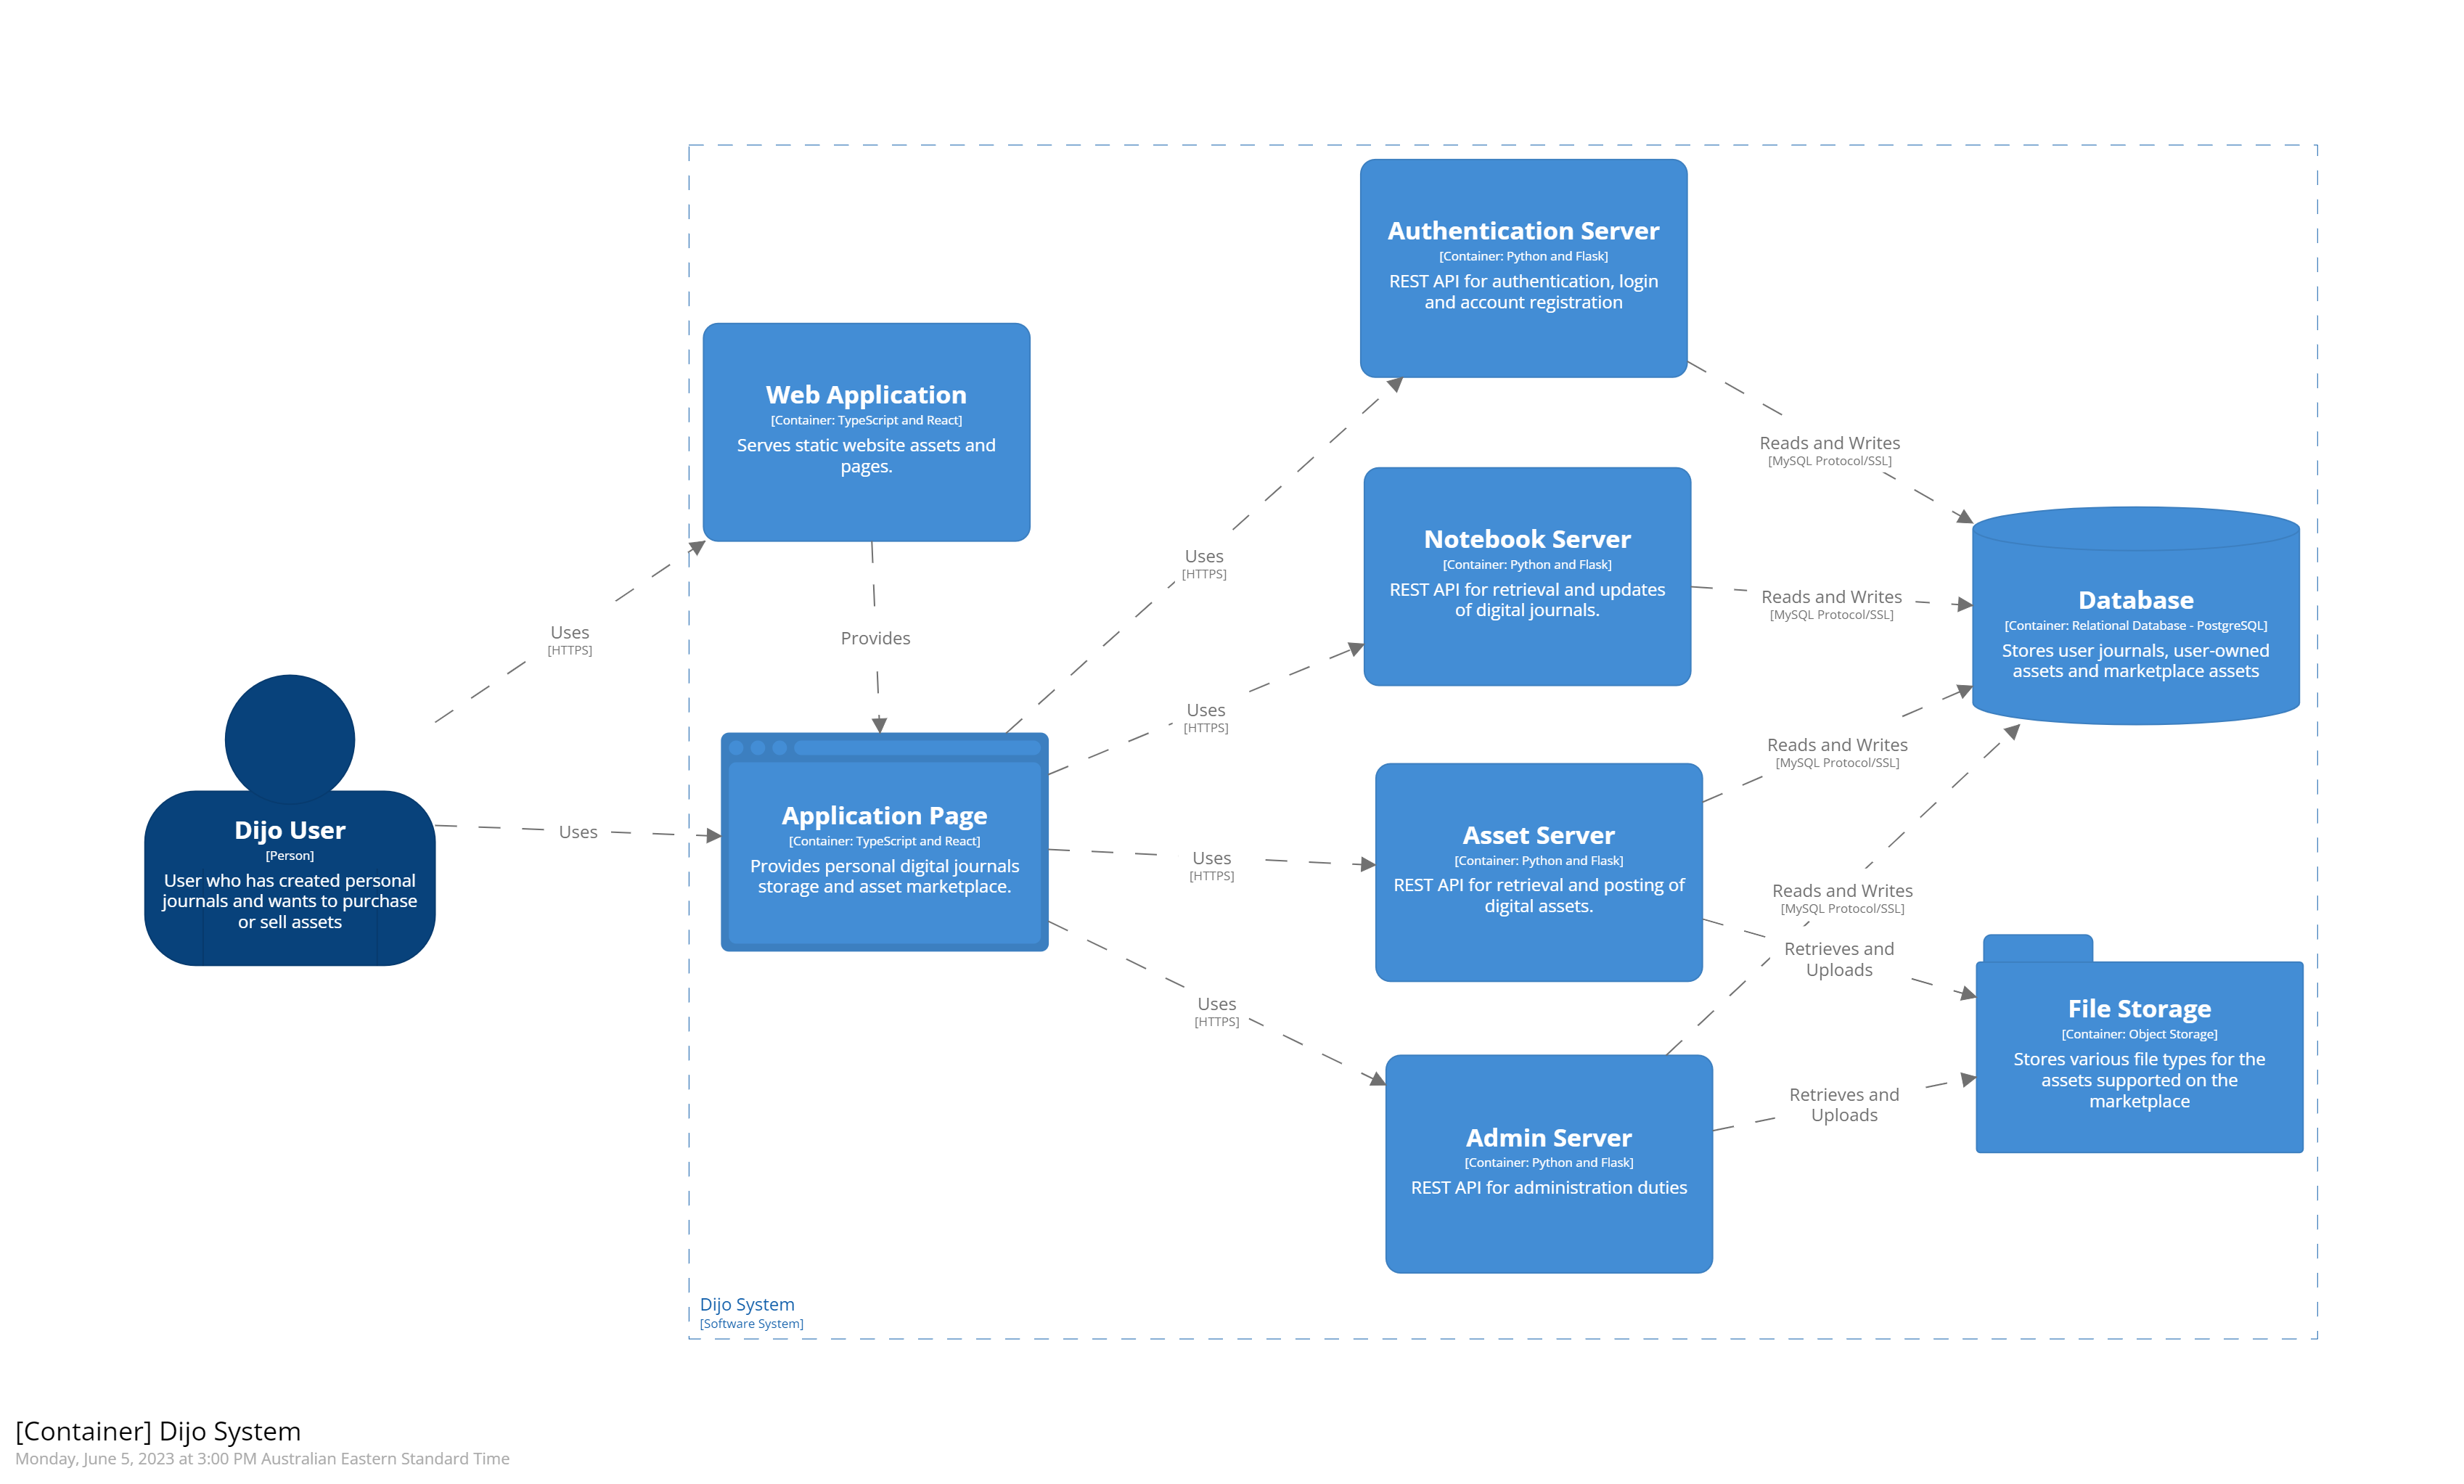 Authentication Server
[Container: Python and Flask]
REST API for authentication, login
and account registration
Web Application
[Container: TypeScript and React]
Serves static website assets and
pages.
Reads and Writes
[MySQL Protocol/SSL]
Uses
[HTTPS]
Notebook Server
[Container: Python and Flask]
REST API for retrieval and updates
of digital journals.
Reads and Writes
[MySQL Protocol/SSL]
Database
[Container: Relational Database - PostgreSQL]
Stores user journals, user-owned
assets and marketplace assets
Uses
[HTTPS]
Provides
Uses
[HTTPS]
Reads and Writes
[MySQL Protocol/SSL]
Dijo User
[Person]
User who has created personal
journals and wants to purchase
or sell assets
Uses
Application Page
[Container: TypeScript and React]
Provides personal digital journals
storage and asset marketplace.
Uses
[HTTPS]
Asset Server
[Container: Python and Flask]
REST API for retrieval and posting of
digital assets.
Reads and Writes
[MySQL Protocol/SSL]
Retrieves and
Uploads
File Storage
[Container: Object Storage]
Stores various file types for the
assets supported on the
marketplace
Uses
[HTTPS]
Retrieves and
Uploads
Admin Server
[Container: Python and Flask]
REST API for administration duties
Dijo System
[Software System]
[Container] Dijo System
Monday, June 5, 2023 at 3:00 PM Australian Eastern Standard Time